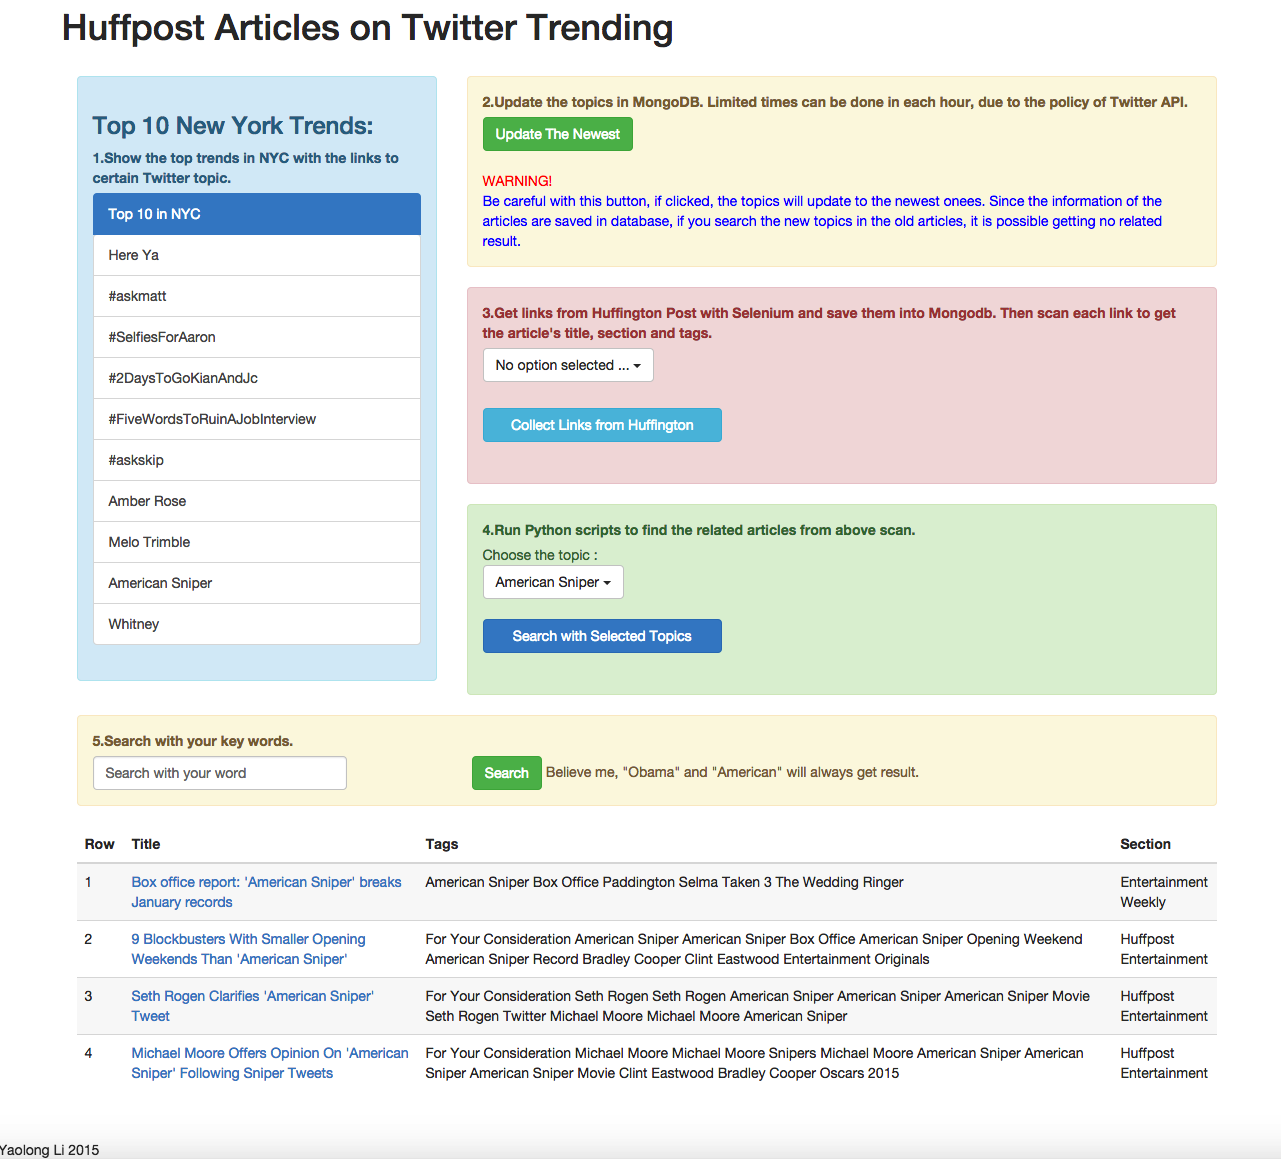 Huffpost Articles on Twitter Trending
Top 10 New York Trends:
1.Show the top trends in NYC with the links to
certain Twitter topic.
Top 10 in NYC
Here Ya
#askmatt
#SelfiesForAaron
#2DaysToGoKianAndJc
#FiveWordsToRuinAJobInterview
#askskip
Amber Rose
Melo Trimble
American Sniper
Whitney
2.Update the topics in MongoDB. Limited times can be done in each hour, due to the policy of Twitter API.
Update The Newest
WARNING!
Be careful with this button, if clicked, the topics will update to the newest onees. Since the information of the
articles are saved in database, if you search the new topics in the old articles, it is possible getting no related
result.
3.Get links from Huffington Post with Selenium and save them into Mongodb. Then scan each link to get
the article's title, section and tags.
No option selected ...
Collect Links from Huffington
4.Run Python scripts to find the related articles from above scan.
Choose the topic :
American Sniper
Search with Selected Topics
5.Search with your key words.
Search with your word
Search Believe me, "Obama" and "American" will always get result.
Row Title Tags Section
1 Box office report: 'American Sniper' breaks American Sniper Box Office Paddington Selma Taken 3 The Wedding Ringer Entertainment
January records Weekly
2 9 Blockbusters With Smaller Opening For Your Consideration American Sniper American Sniper Box Office American Sniper Opening Weekend Huffpost
Weekends Than 'American Sniper' American Sniper Record Bradley Cooper Clint Eastwood Entertainment Originals Entertainment
3 Seth Rogen Clarifies 'American Sniper' For Your Consideration Seth Rogen Seth Rogen American Sniper American Sniper American Sniper Movie Huffpost
Tweet Seth Rogen Twitter Michael Moore Michael Moore American Sniper Entertainment
4 Michael Moore Offers Opinion On 'American For Your Consideration Michael Moore Michael Moore Snipers Michael Moore American Sniper American Huffpost
Sniper' Following Sniper Tweets Sniper American Sniper Movie Clint Eastwood Bradley Cooper Oscars 2015 Entertainment
Yaolong Li 2015